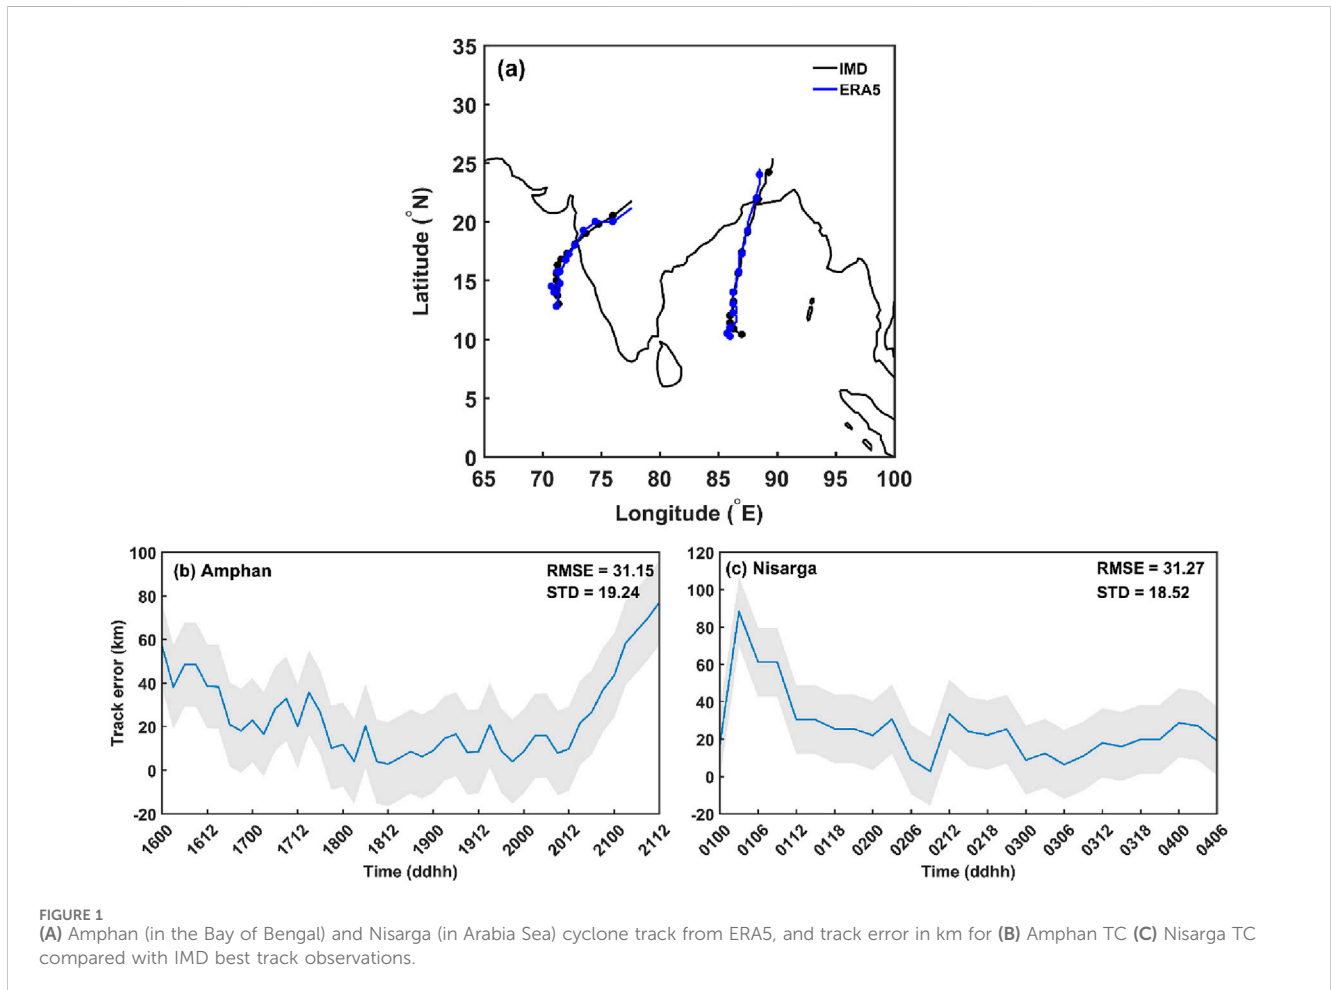 (a)
IMD
ERA5
35
30
25
20
15
10
5
0
Latitude (°N)
65 70 75 80 85 90 95 100
Longitude (°E)
(b) Amphan
RMSE = 31.15
STD = 19.24
100
80
60
40
20
0
-20
Track error (km)
1600 1612 1700 1712 1800 1812 1900 1912 2000 2012 2100 2112
Time (ddhh)
(c) Nisarga
RMSE = 31.27
STD = 18.52
120
100
80
60
40
20
0
-20
0100 0106 0112 0118 0200 0206 0212 0218 0300 0306 0312 0318 0400 0406
Time (ddhh)
FIGURE 1
(A) Amphan (in the Bay of Bengal) and Nisarga (in Arabia Sea) cyclone track from ERA5, and track error in km for (B) Amphan TC (C) Nisarga TC
compared with IMD best track observations.